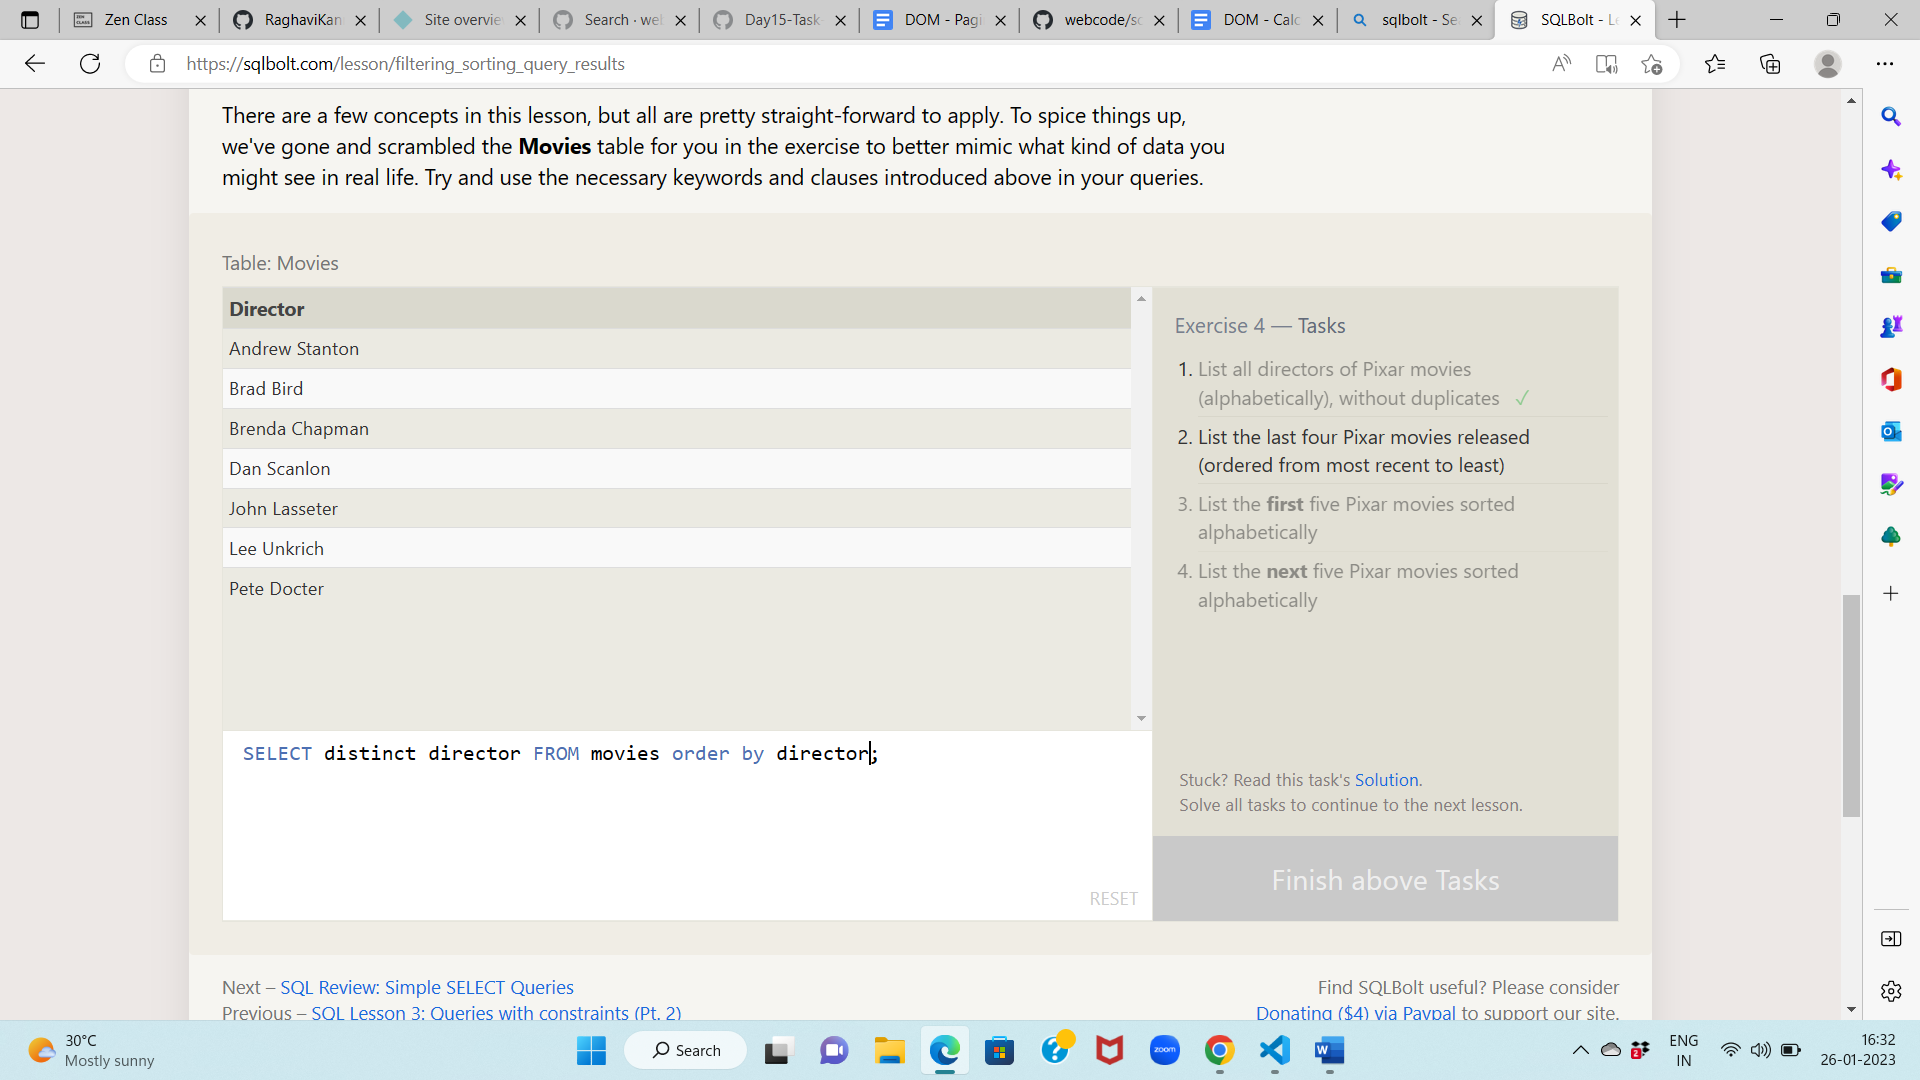 Zen Class
RaghaviKan
Site overvie
Search · we
Day15-Task
DOM - Pagi
webcode/sc
DOM - Calc
sqlbolt - Se
SQLBolt - Le
https://sqlbolt.com/lesson/filtering_sorting_query_results
There are a few concepts in this lesson, but all are pretty straight-forward to apply. To spice things up,
we've gone and scrambled the Movies table for you in the exercise to better mimic what kind of data you
might see in real life. Try and use the necessary keywords and clauses introduced above in your queries.
Table: Movies
Director
Andrew Stanton
Brad Bird
Brenda Chapman
Dan Scanlon
John Lasseter
Lee Unkrich
Pete Docter
SELECT distinct director FROM movies order by director;
RESET
Exercise 4 — Tasks
1. List all directors of Pixar movies
(alphabetically), without duplicates ✓
2. List the last four Pixar movies released
(ordered from most recent to least)
3. List the first five Pixar movies sorted
alphabetically
4. List the next five Pixar movies sorted
alphabetically
Stuck? Read this task's Solution.
Solve all tasks to continue to the next lesson.
Finish above Tasks
Next – SQL Review: Simple SELECT Queries
Previous – SQL Lesson 3: Queries with constraints (Pt. 2)
Find SQLBolt useful? Please consider
Donating ($4) via Paypal to support our site.
30°C
Mostly sunny
Search
zoom
2
ENG
IN
16:32
26-01-2023